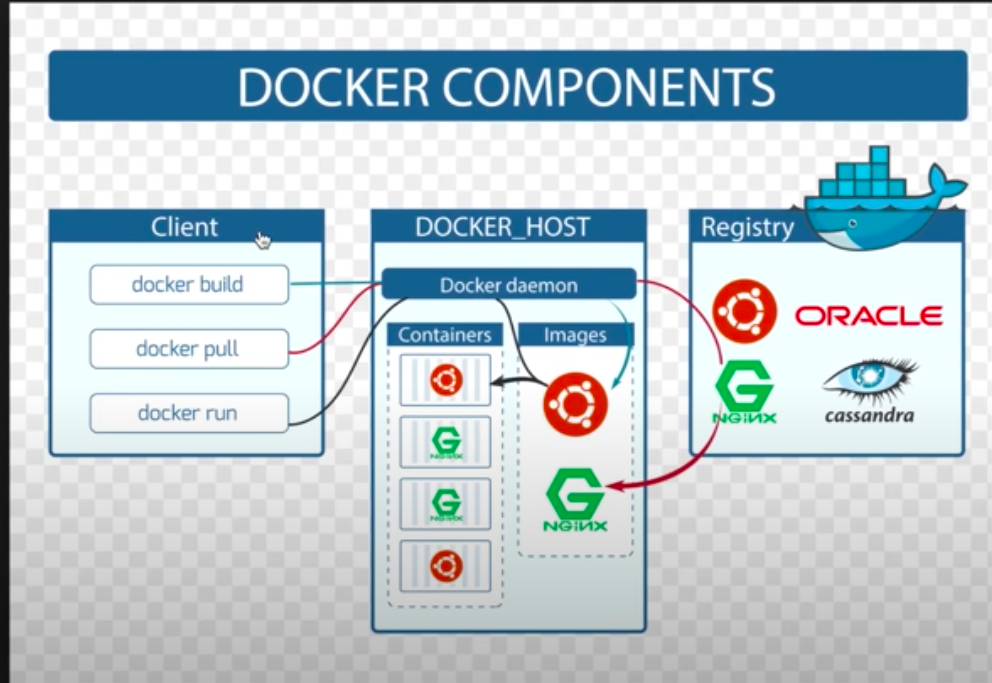 DOCKER COMPONENTS
Client
docker build
docker pull
docker run
DOCKER_HOST
Docker daemon
Containers
NGiNX
NGiNX
Images
NGiNX
Registry
ORACLE
NGiNX
cassandra